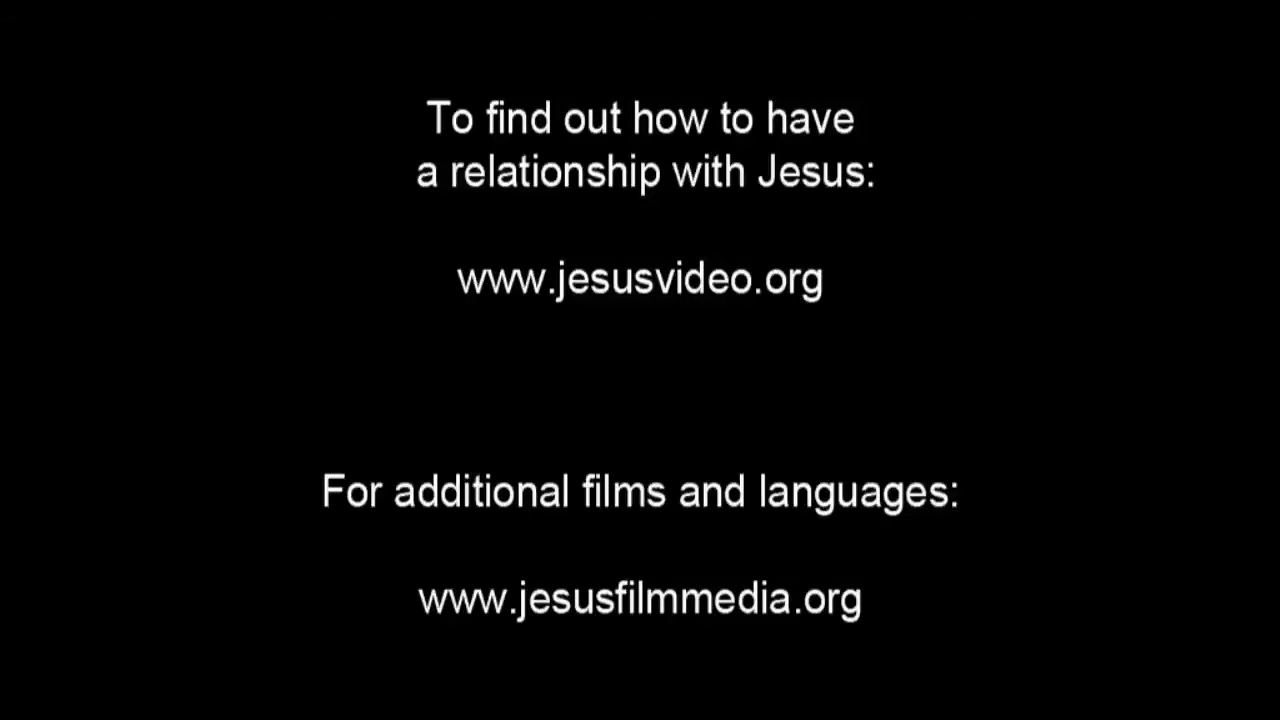 To find out how to have
a relationship with Jesus:
www.jesusvideo.org
For additional films and languages:
www.jesusfilmmedia.org